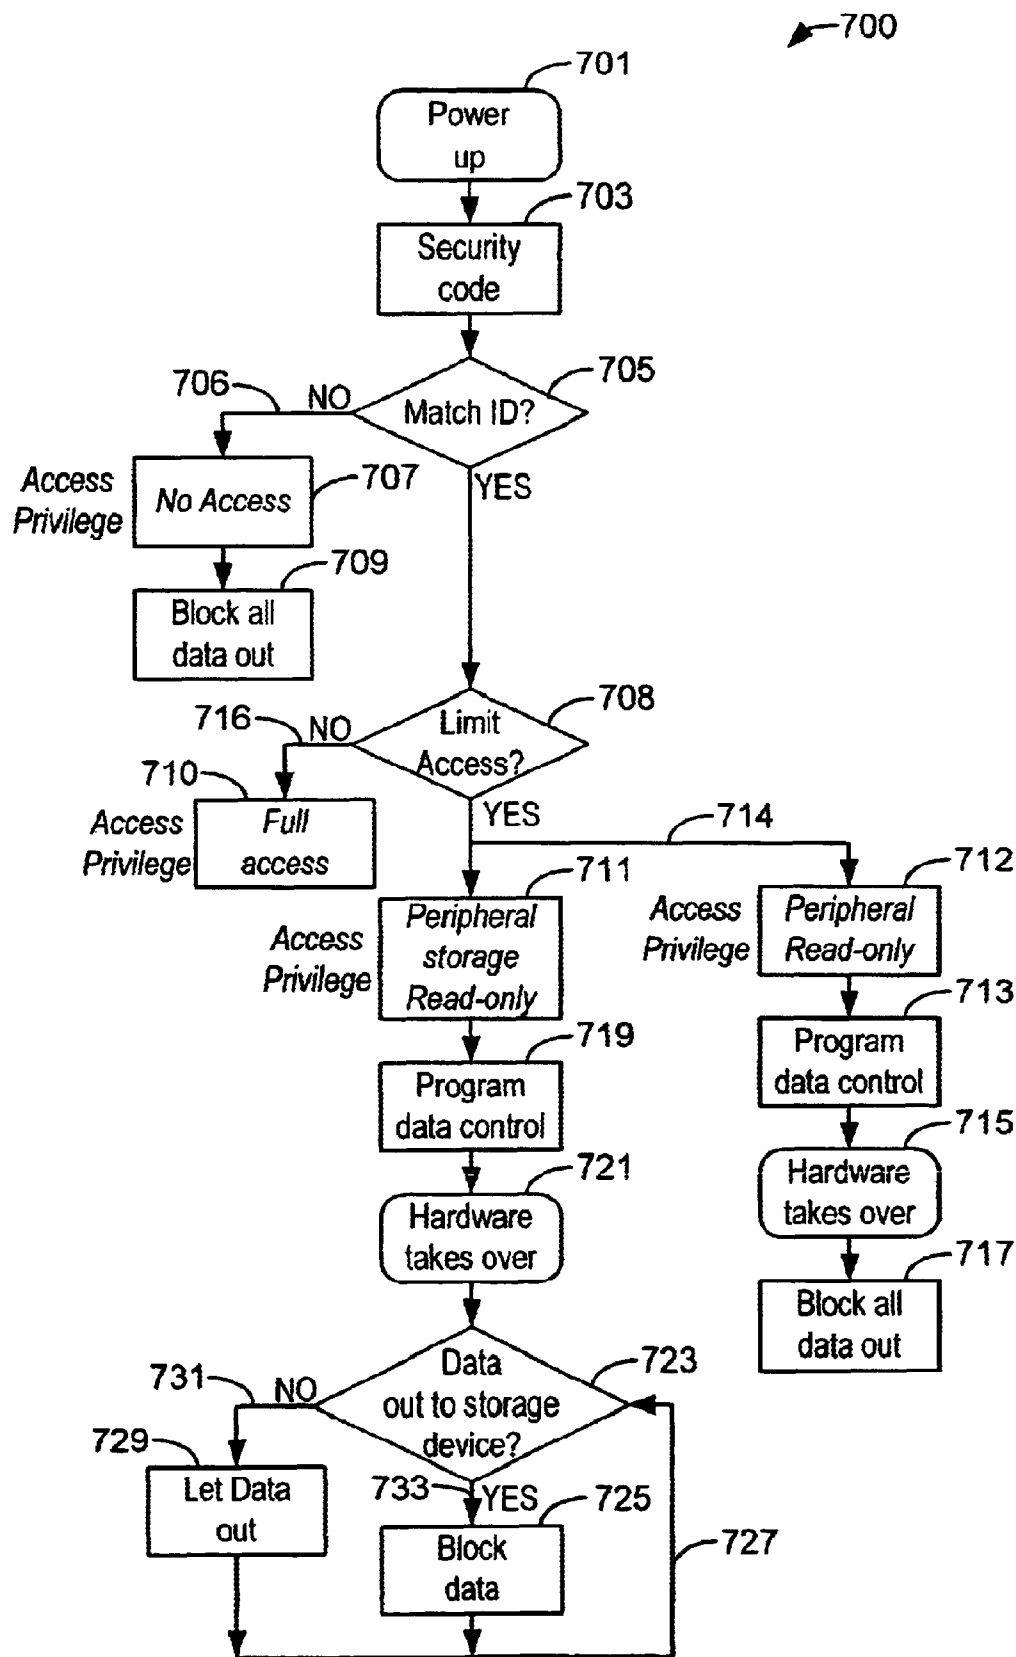 700
701
Power
up
703
Security
code
705
706
NO
Match ID?
YES
Access
Privilege
707
No Access
709
Block all
data out
708
716
NO
Limit
Access?
YES
710
Access
Privilege
Full
access
714
711
Access
Privilege
Peripheral
storage
Read-only
712
Access
Privilege
Peripheral
Read-only
719
Program
data control
713
Program
data control
721
Hardware
takes over
715
Hardware
takes over
717
Block all
data out
723
Data
out to storage
device?
731
NO
729
Let Data
out
733
YES
725
Block
data
727